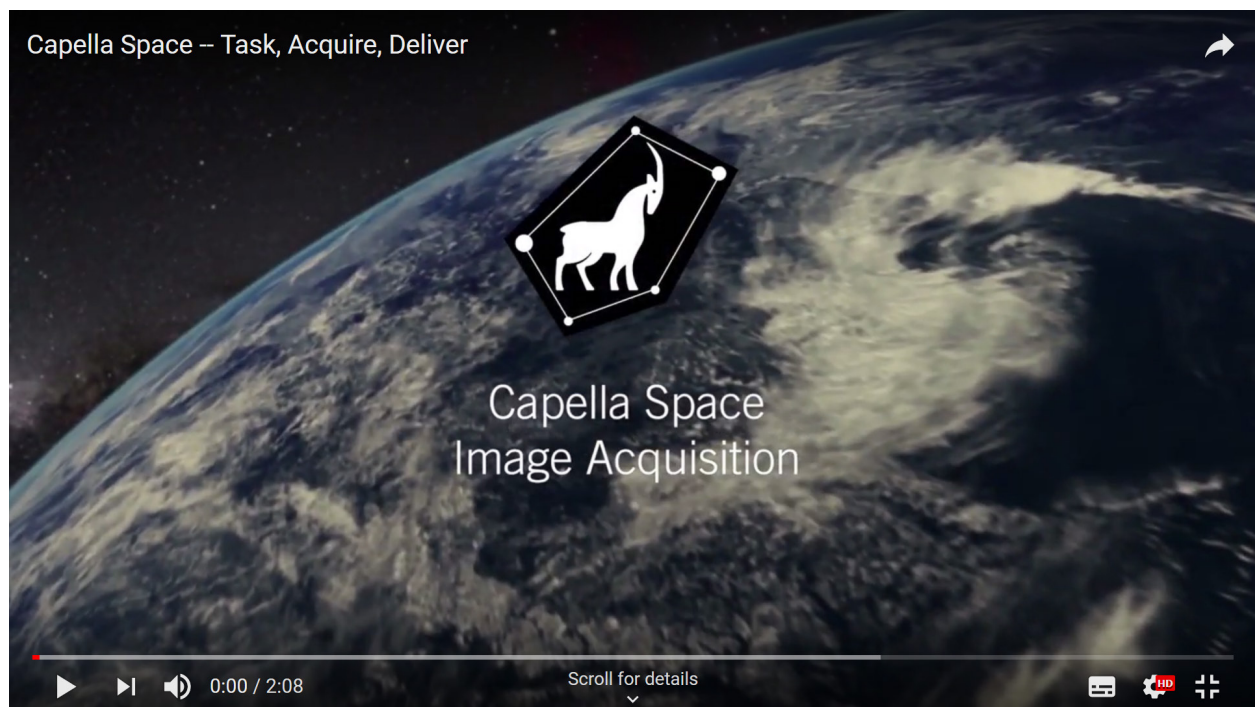 Capella Space -- Task, Acquire, Deliver
Capella Space
Image Acquisition
Scroll for details
0:00 / 2:08
HD